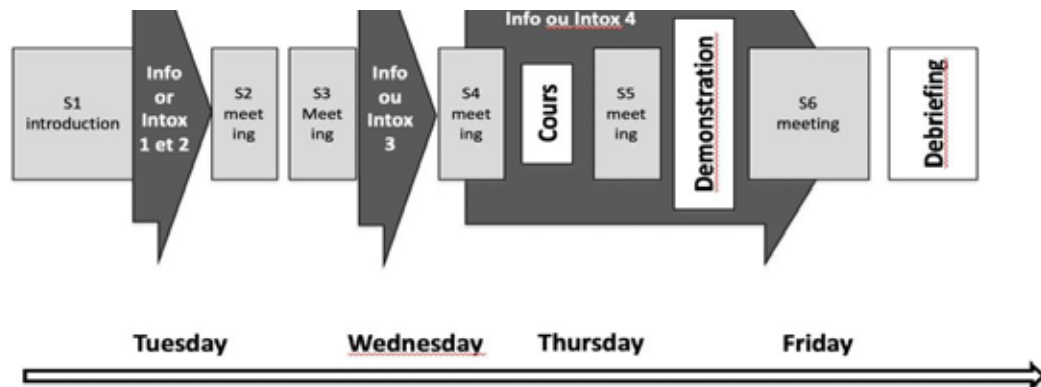 Info ou Intox 4
S1
introduction
Info
or
Intox
1 et 2
S2
meet
ing
S3
Meet
ing
Info
ou
Intox
3
S4
meet
ing
Cours
S5
meet
ing
Demonstration
S6
meeting
Debriefing
Tuesday
Wednesday
Thursday
Friday